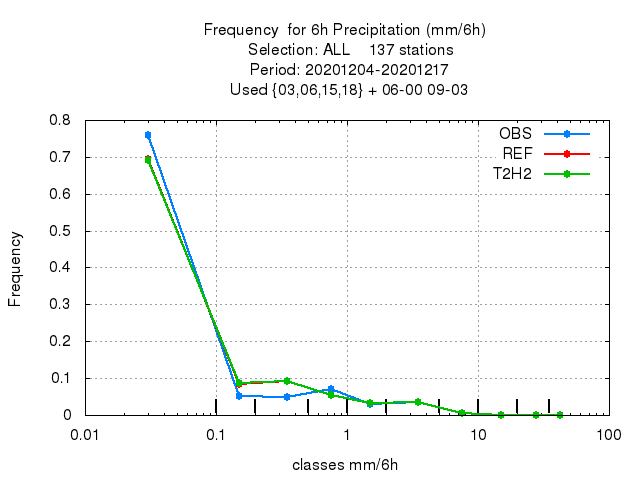 Frequency  for 6h Precipitation (mm/6h)
Selection: ALL    137 stations
Period: 20201204-20201217
Used {03,06,15,18} + 06-00 09-03
OBS
REF
T2H2
0.8
0.7
0.6
0.5
0.4
0.3
0.2
0.1
0
Frequency
0.01 0.1 1 10 100
classes mm/6h